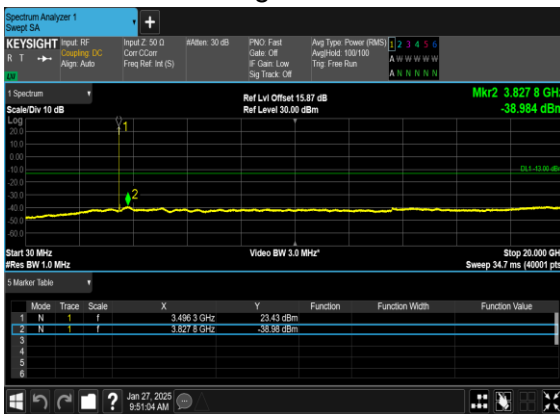 Spectrum Analyzer 1
Swept SA
+
KEYSIGHT Input: RF Input Z: 50 Ω #Atten: 30 dB PNO: Fast Avg Type: Power (RMS) 1 2 3 4 5 6
R T Coupling: DC Corr CCorr Gate: Off Avg|Hold: 100/100 A W W W W W
Align: Auto Freq Ref: Int (S) IF Gain: Low Trig: Free Run
Sig Track: Off A N N N N N
LV
1 Spectrum Ref Lvl Offset 15.87 dB Mkr2 3.827 8 GHz
Scale/Div 10 dB Ref Level 30.00 dBm -38.984 dBm
Log
20.0
10.0
0.00
-10.0
-20.0
-30.0
-40.0
-50.0
-60.0
1
2
DL1 -13.00 dBm
Start 30 MHz Video BW 3.0 MHz* Stop 20.000 GHz
#Res BW 1.0 MHz Sweep 34.7 ms (40001 pts)
5 Marker Table
Mode Trace Scale X Y Function Function Width Function Value
1 N 1 f 3.496 3 GHz 23.43 dBm
2 N 1 f 3.827 8 GHz -38.98 dBm
3
4
5
6
? Jan 27, 2025
9:51:04 AM